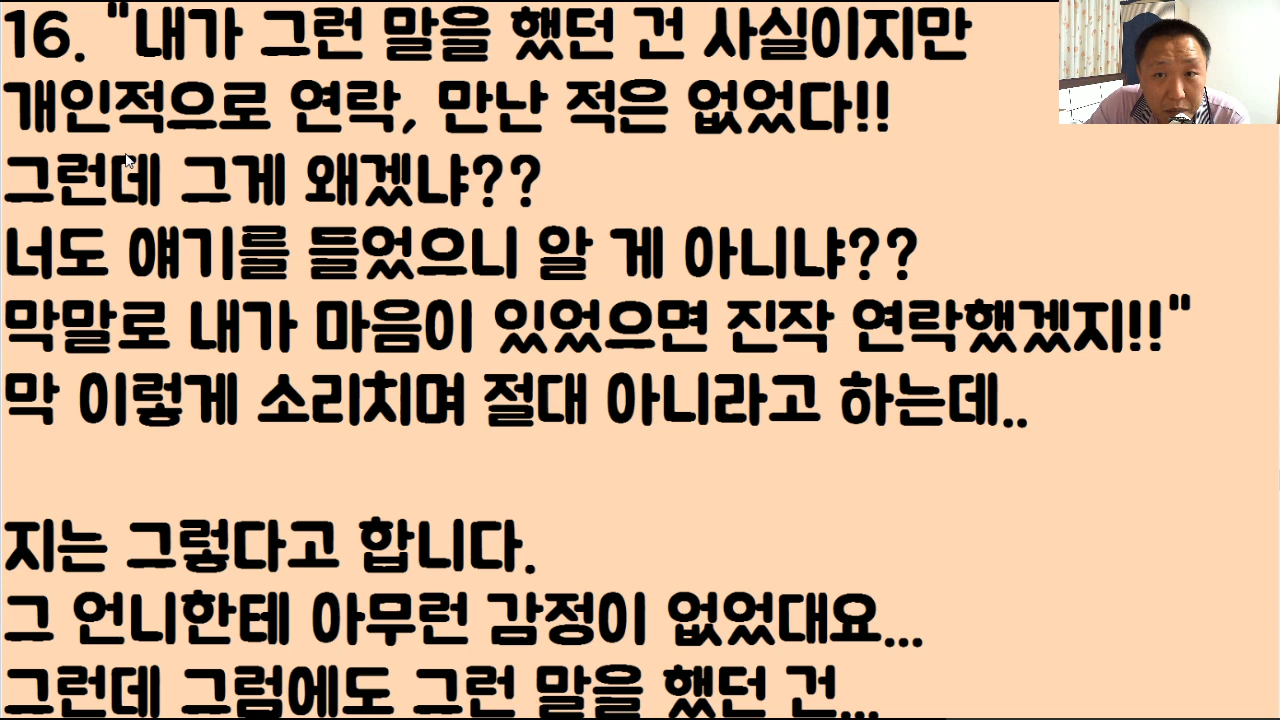 16. "내가 그런 말을 했던 건 사실이지만
개인적으로 연락, 만난 적은 없었다!!
그런데 그게 왜겠냐??
너도 얘기를 들었으니 알 게 아니냐??
막말로 내가 마음이 있었으면 진작 연락했겠지!!"
막 이렇게 소리치며 절대 아니라고 하는데..
지는 그렇다고 합니다.
그 언니한테 아무런 감정이 없었대요...
그런데 그럼에도 그런 말을 했던 건...